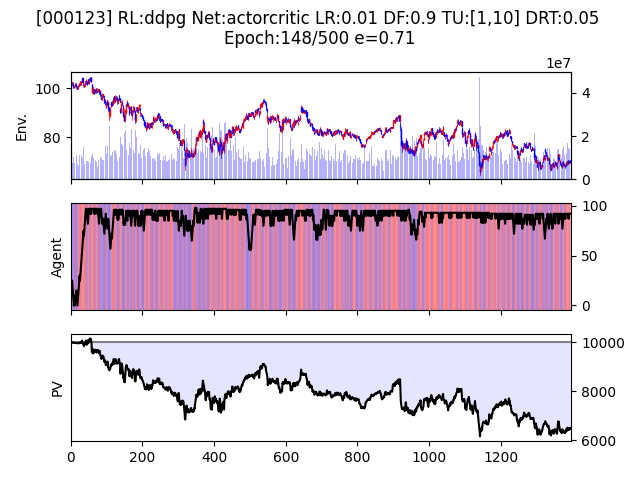 [000123] RL:ddpg Net:actorcritic LR:0.01 DF:0.9 TU:[1,10] DRT:0.05
Epoch:148/500 e=0.71
1e7
Env.
100
80
4
2
0
Agent
100
50
0
PV
10000
8000
6000
0 200 400 600 800 1000 1200